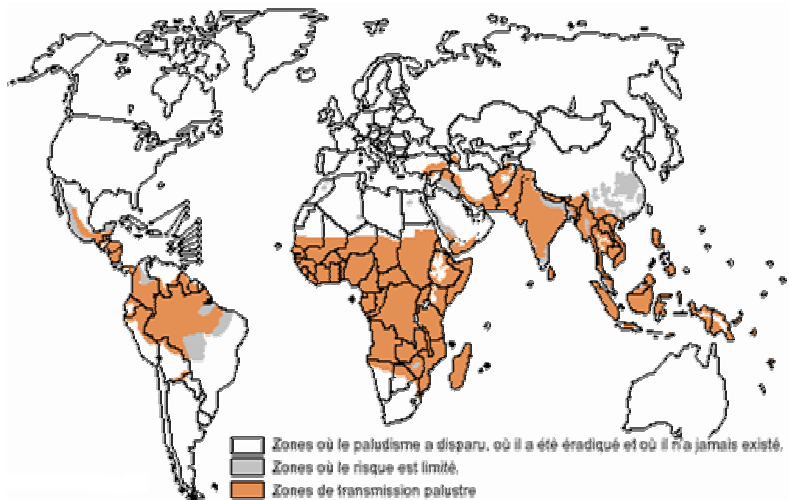 Zones où le paludisme a disparu, où il a été éradiqué et où il n'a jamais existé.
Zones où le risque est limité.
Zones de transmission palustre